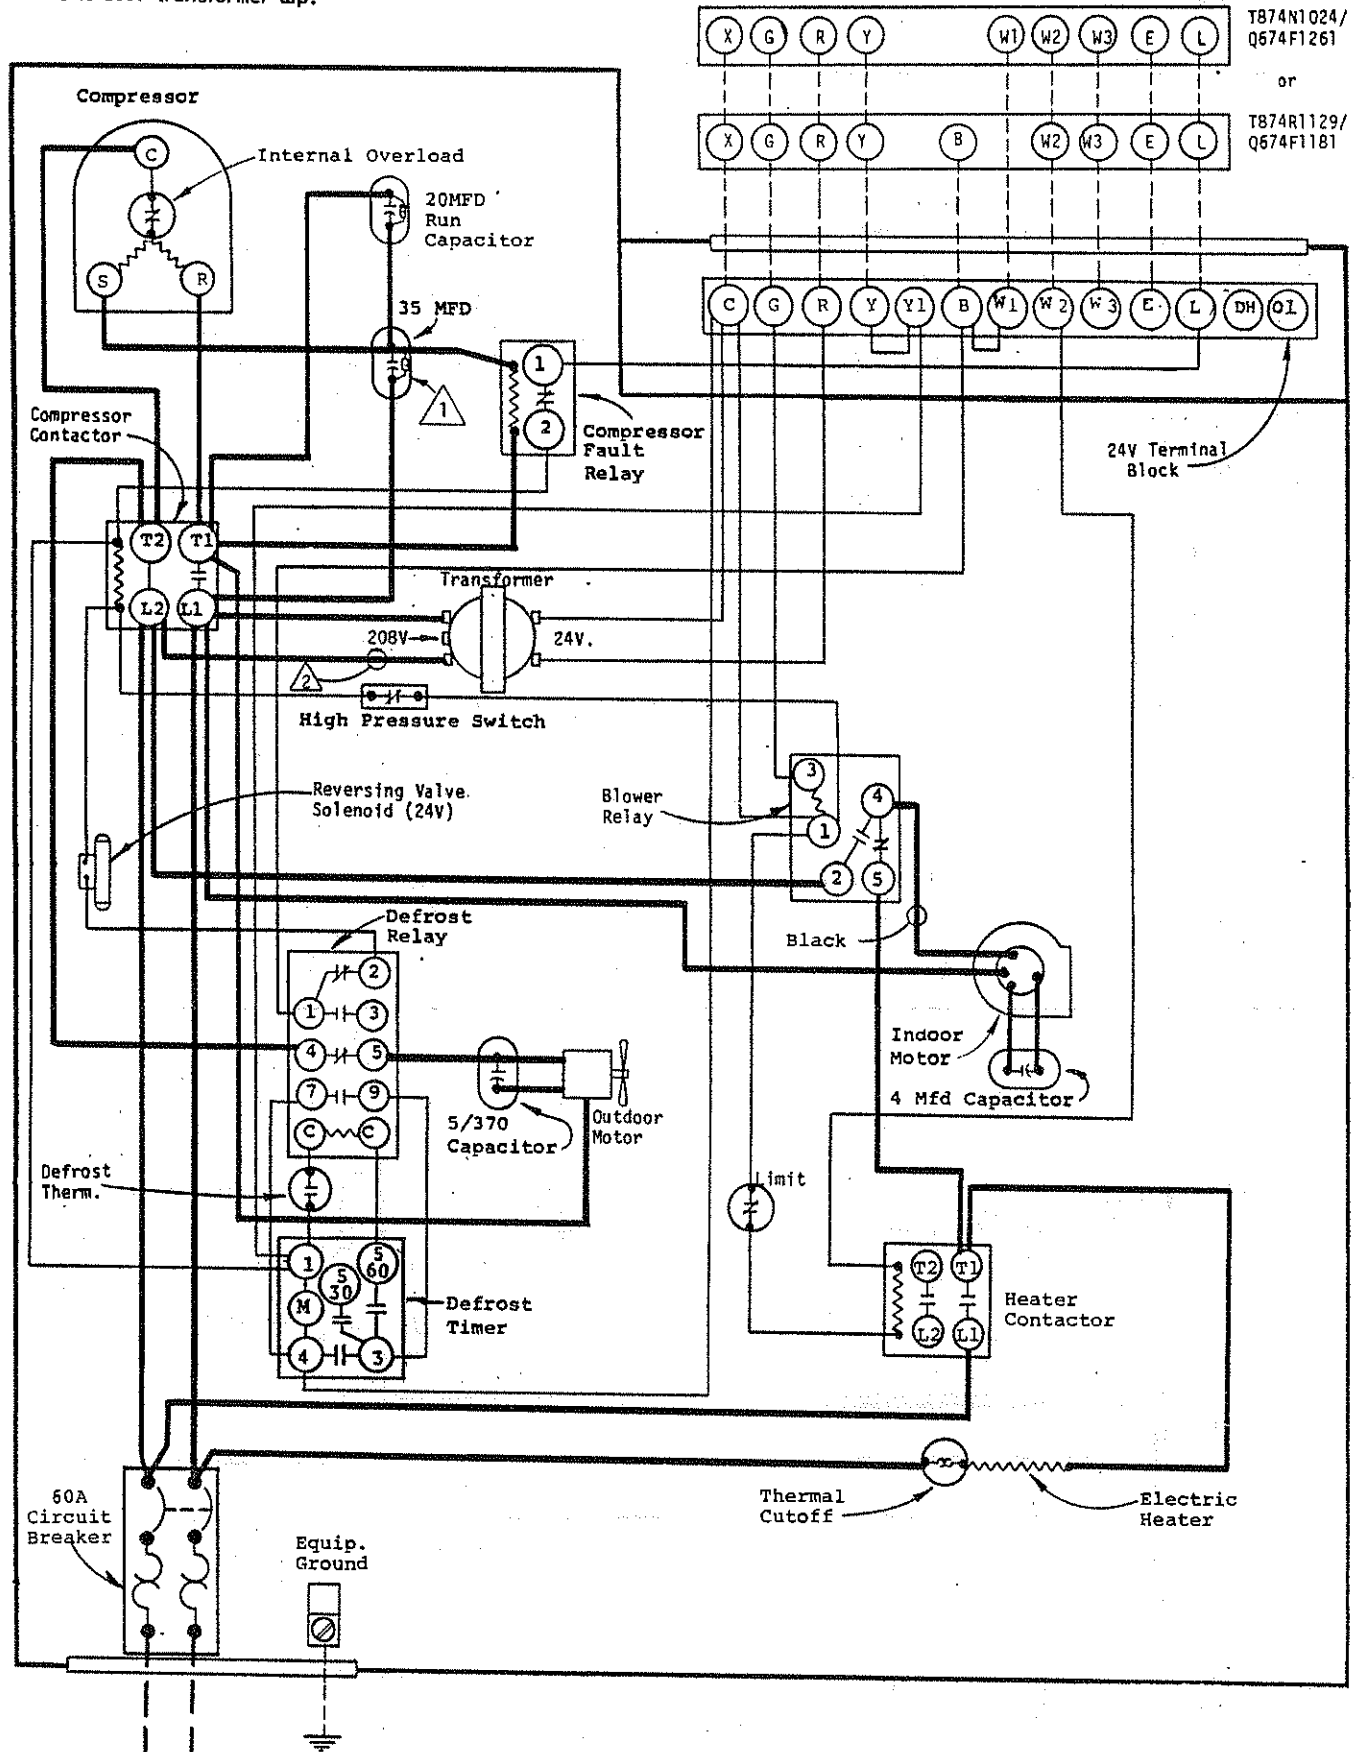 X G R Y W1 W2 W3 E L
T874N1024/
Q674F1261
or
X G R Y B W2 W3 E L
T874R1129/
Q674F1181
Compressor
C
Internal Overload
S R
20MFD
Run
Capacitor
35 MFD
1
C G R Y Y1 B W1 W2 W3 E L DH O1
24V Terminal
Block
1
2
Compressor
Fault
Relay
Compressor
Contactor
T2 T1
L2 L1
Transformer
208V
24V.
2
High Pressure Switch
Reversing Valve
Solenoid (24V)
Blower
Relay
3
4
1
2 5
Black
Defrost
Relay
2
1 3
4 5
7 9
C C
5/370
Capacitor
Outdoor
Motor
Indoor
Motor
4 Mfd Capacitor
Defrost
Therm.
Limit
1
S
30
S
60
M
4 3
Defrost
Timer
T2 T1
L2 L1
Heater
Contactor
Thermal
Cutoff
Electric
Heater
60A
Circuit
Breaker
Equip.
Ground